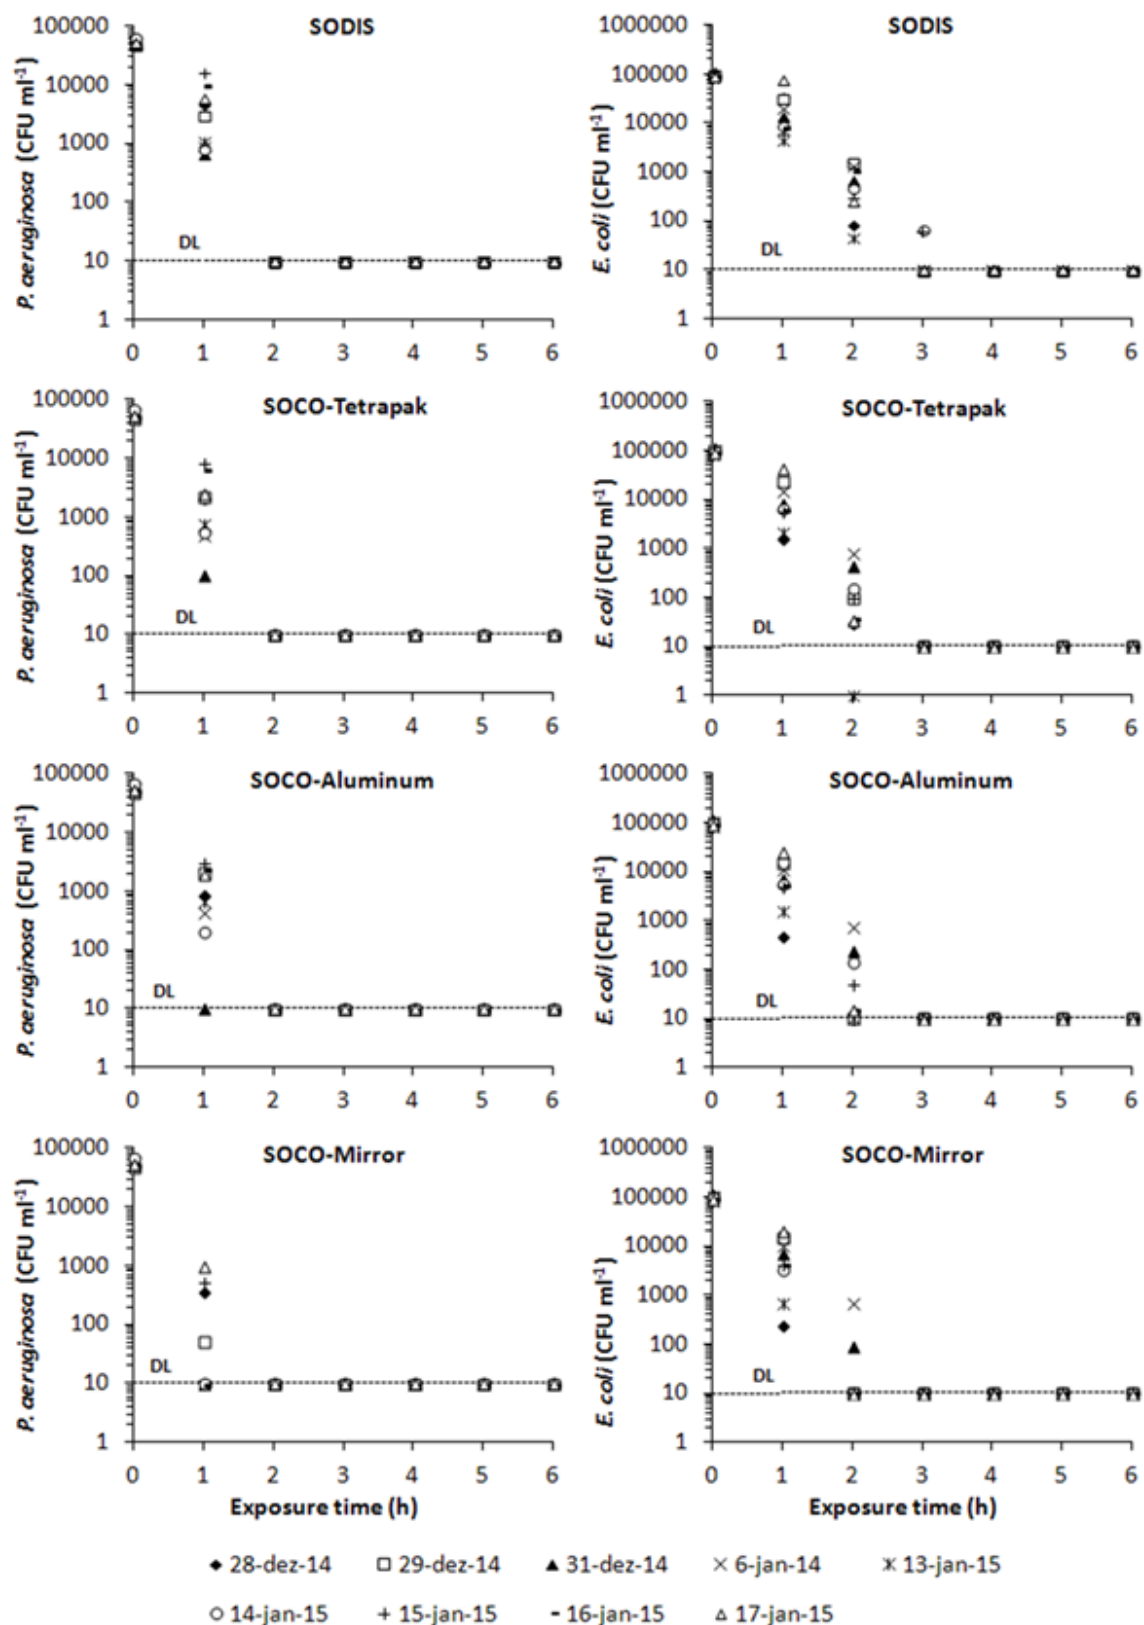 SODIS
P. aeruginosa (CFU ml⁻¹)
100000
10000
1000
100
10
1
DL
0 1 2 3 4 5 6
SODIS
E. coli (CFU ml⁻¹)
1000000
100000
10000
1000
100
10
1
DL
0 1 2 3 4 5 6
SOCO-Tetrapak
P. aeruginosa (CFU ml⁻¹)
100000
10000
1000
100
10
1
DL
0 1 2 3 4 5 6
SOCO-Tetrapak
E. coli (CFU ml⁻¹)
1000000
100000
10000
1000
100
10
1
DL
0 1 2 3 4 5 6
SOCO-Aluminum
P. aeruginosa (CFU ml⁻¹)
100000
10000
1000
100
10
1
DL
0 1 2 3 4 5 6
SOCO-Aluminum
E. coli (CFU ml⁻¹)
1000000
100000
10000
1000
100
10
1
DL
0 1 2 3 4 5 6
SOCO-Mirror
P. aeruginosa (CFU ml⁻¹)
100000
10000
1000
100
10
1
DL
0 1 2 3 4 5 6
Exposure time (h)
SOCO-Mirror
E. coli (CFU ml⁻¹)
1000000
100000
10000
1000
100
10
1
DL
0 1 2 3 4 5 6
Exposure time (h)
28-dez-14 29-dez-14 31-dez-14 6-jan-14 13-jan-15
14-jan-15 15-jan-15 16-jan-15 17-jan-15